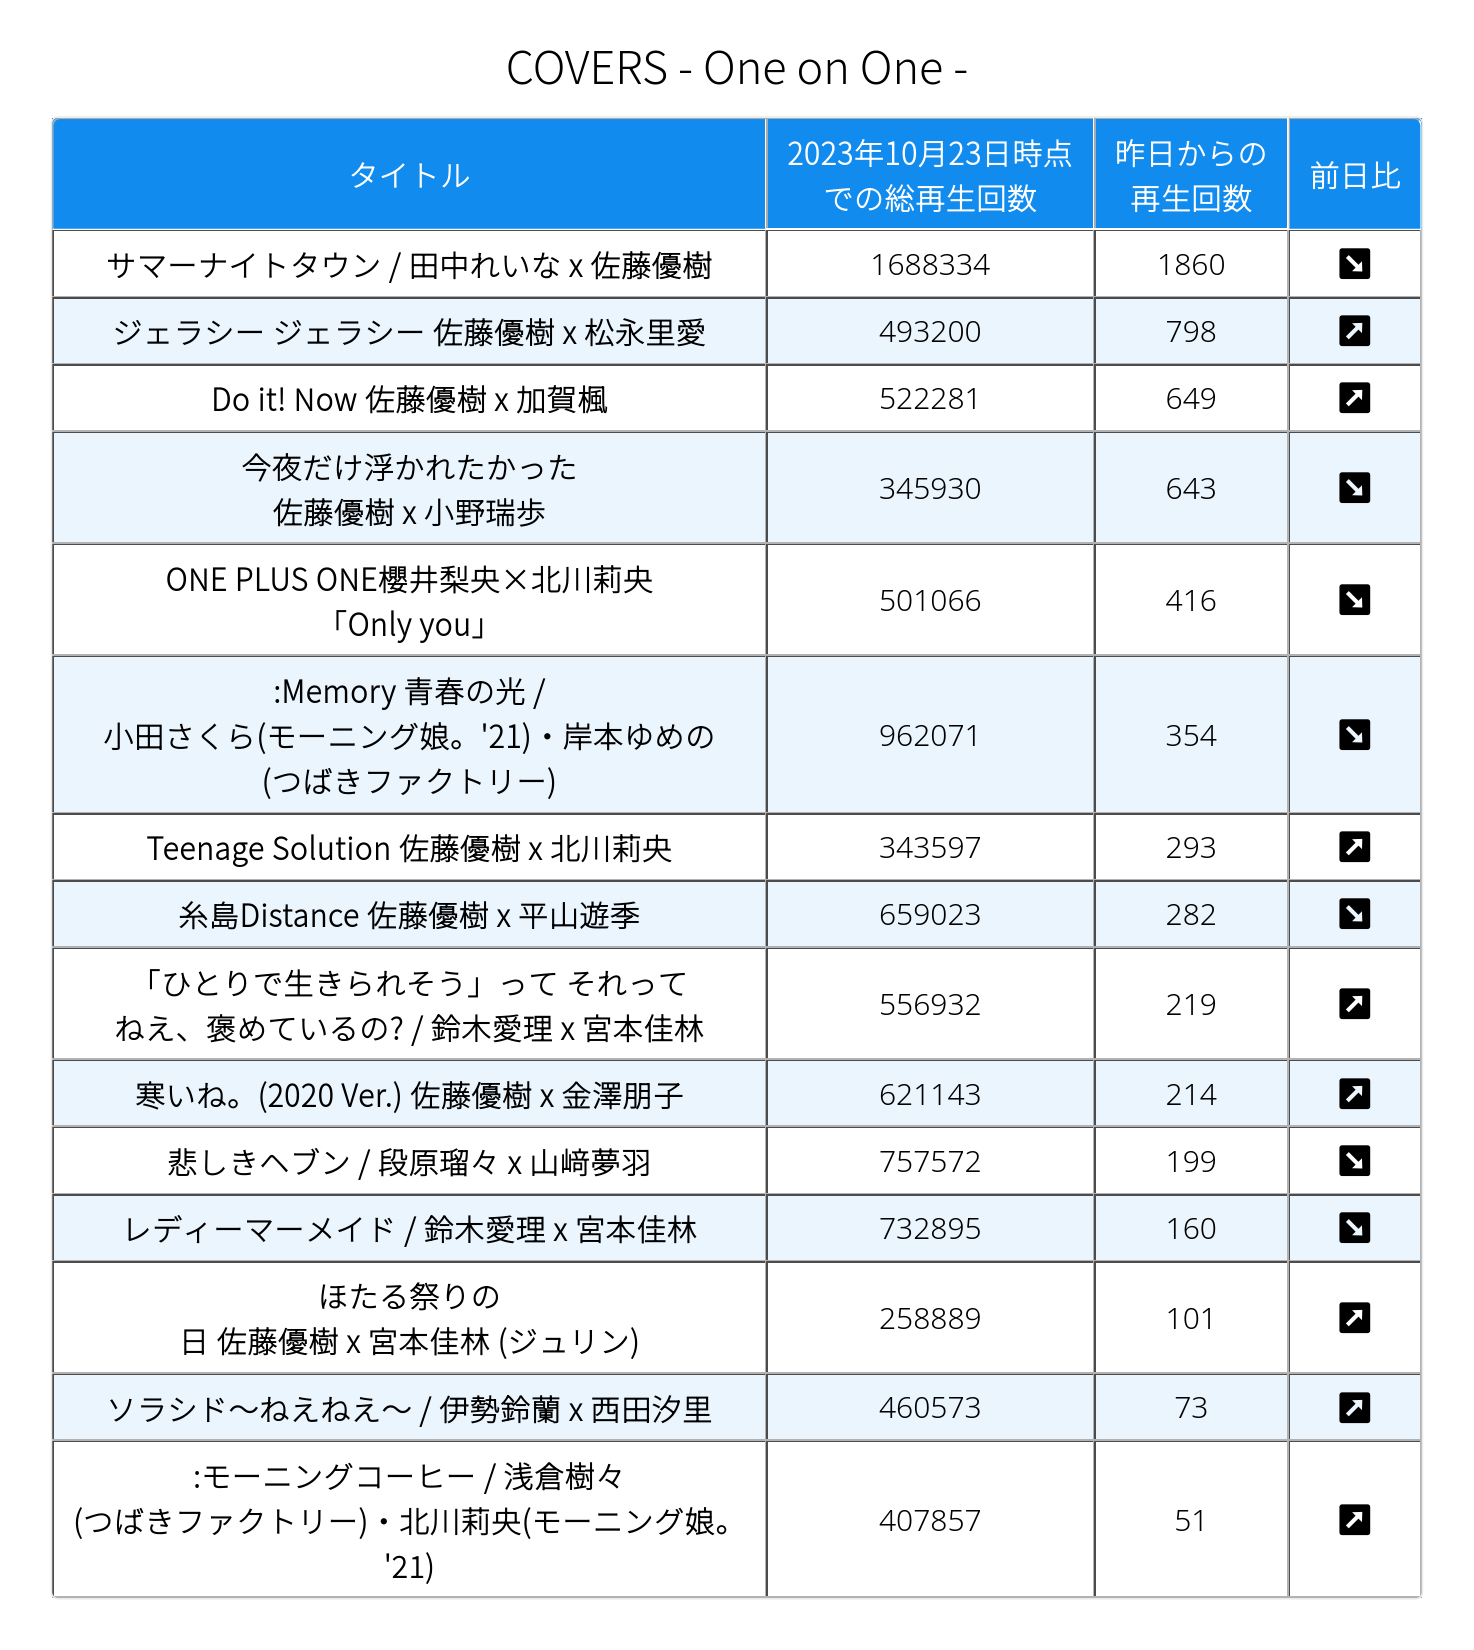 COVERS - One on One -
タイトル
2023年10月23日時点
での総再生回数
昨日からの
再生回数
前日比
サマーナイトタウン / 田中れいな x 佐藤優樹
1688334
1860
ジェラシー ジェラシー 佐藤優樹 x 松永里愛
493200
798
Do it! Now 佐藤優樹 x 加賀楓
522281
649
今夜だけ浮かれたかった
佐藤優樹 x 小野瑞歩
345930
643
ONE PLUS ONE櫻井梨央×北川莉央
「Only you」
501066
416
:Memory 青春の光 /
小田さくら(モーニング娘。'21)・岸本ゆめの
(つばきファクトリー)
962071
354
Teenage Solution 佐藤優樹 x 北川莉央
343597
293
糸島Distance 佐藤優樹 x 平山遊季
659023
282
「ひとりで生きられそう」って それって
ねえ、褒めているの? / 鈴木愛理 x 宮本佳林
556932
219
寒いね。(2020 Ver.) 佐藤優樹 x 金澤朋子
621143
214
悲しきヘブン / 段原瑠々 x 山﨑夢羽
757572
199
レディーマーメイド / 鈴木愛理 x 宮本佳林
732895
160
ほたる祭りの
日 佐藤優樹 x 宮本佳林 (ジュリン)
258889
101
ソラシド〜ねえねえ〜 / 伊勢鈴蘭 x 西田汐里
460573
73
:モーニングコーヒー / 浅倉樹々
(つばきファクトリー)・北川莉央(モーニング娘。
'21)
407857
51